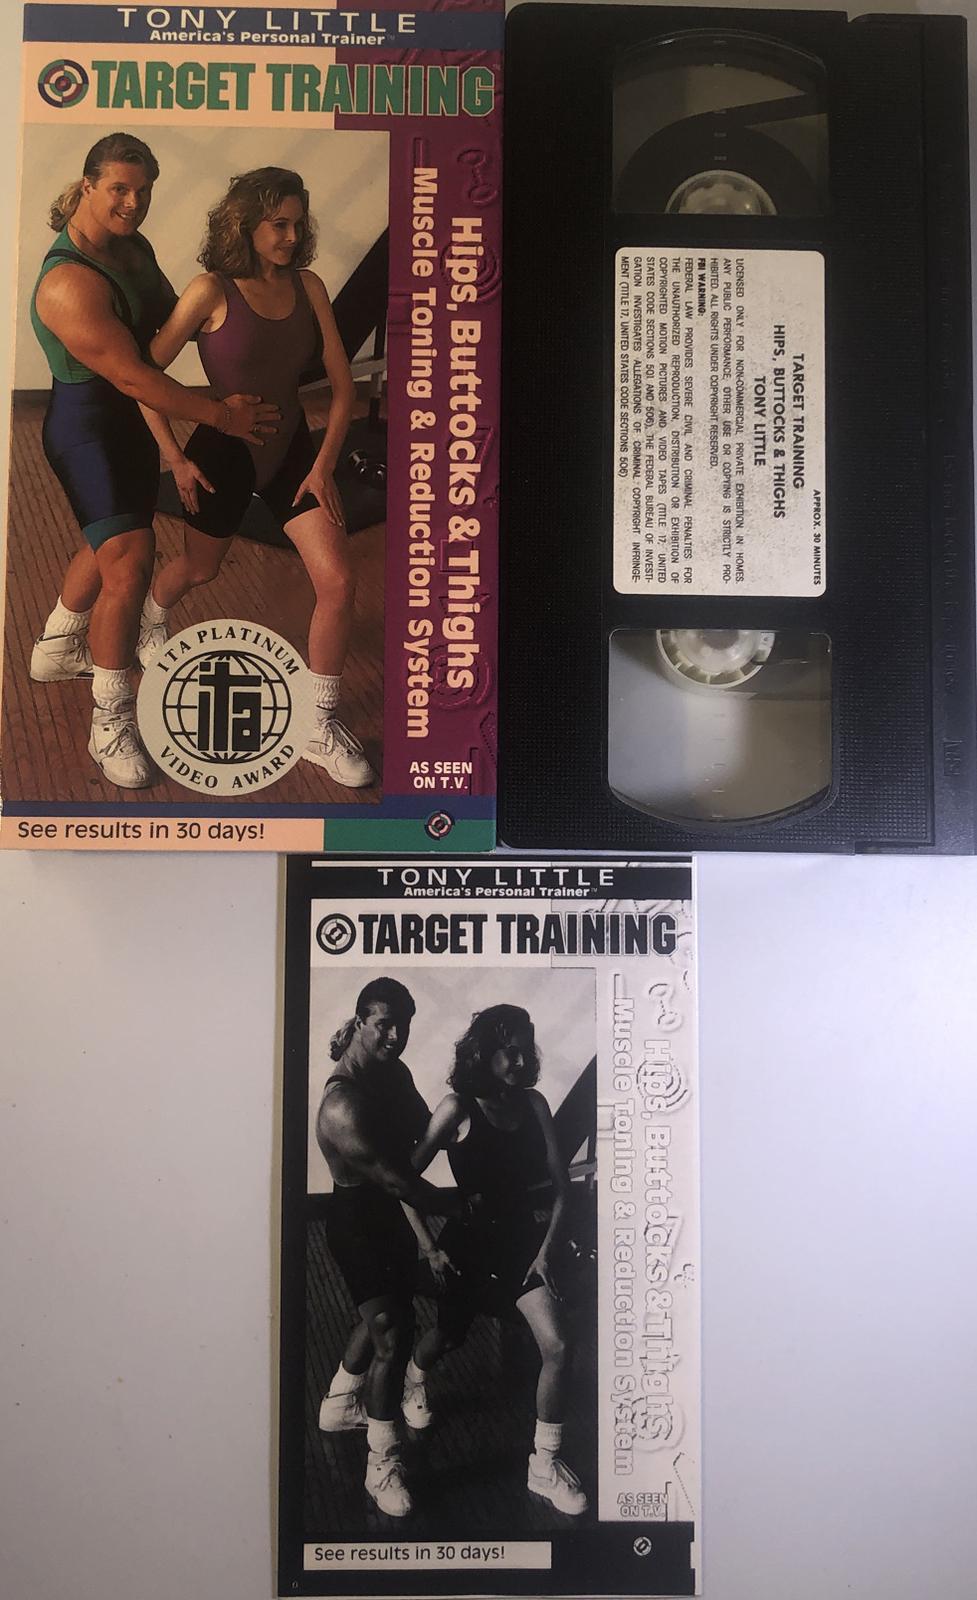 TONY LITTLE
America's Personal Trainer™
TARGET TRAINING™
Hips, Buttocks & Thighs
Muscle Toning & Reduction System
AS SEEN
ON T.V.
ITA PLATINUM
ita
VIDEO AWARD
See results in 30 days!
APPROX. 30 MINUTES
TARGET TRAINING
HIPS, BUTTOCKS & THIGHS
TONY LITTLE
LICENSED ONLY FOR NON-COMMERCIAL PRIVATE EXHIBITION IN HOMES.
ANY PUBLIC PERFORMANCE, OTHER USE OR COPYING IS STRICTLY PRO-
HIBITED. ALL RIGHTS UNDER COPYRIGHT RESERVED.
FBI WARNING:
FEDERAL LAW PROVIDES SEVERE CIVIL AND CRIMINAL PENALTIES FOR
THE UNAUTHORIZED REPRODUCTION, DISTRIBUTION OR EXHIBITION OF
COPYRIGHTED MOTION PICTURES AND VIDEO TAPES (TITLE 17, UNITED
STATES CODE SECTIONS 501 AND 506). THE FEDERAL BUREAU OF INVESTI-
GATION INVESTIGATES ALLEGATIONS OF CRIMINAL COPYRIGHT INFRINGE-
MENT (TITLE 17, UNITED STATES CODE SECTIONS 506)
VHS
TONY LITTLE
America's Personal Trainer™
TARGET TRAINING
Hips, Buttocks & Thighs
Muscle Toning & Reduction System
AS SEEN
ON T.V.
See results in 30 days!